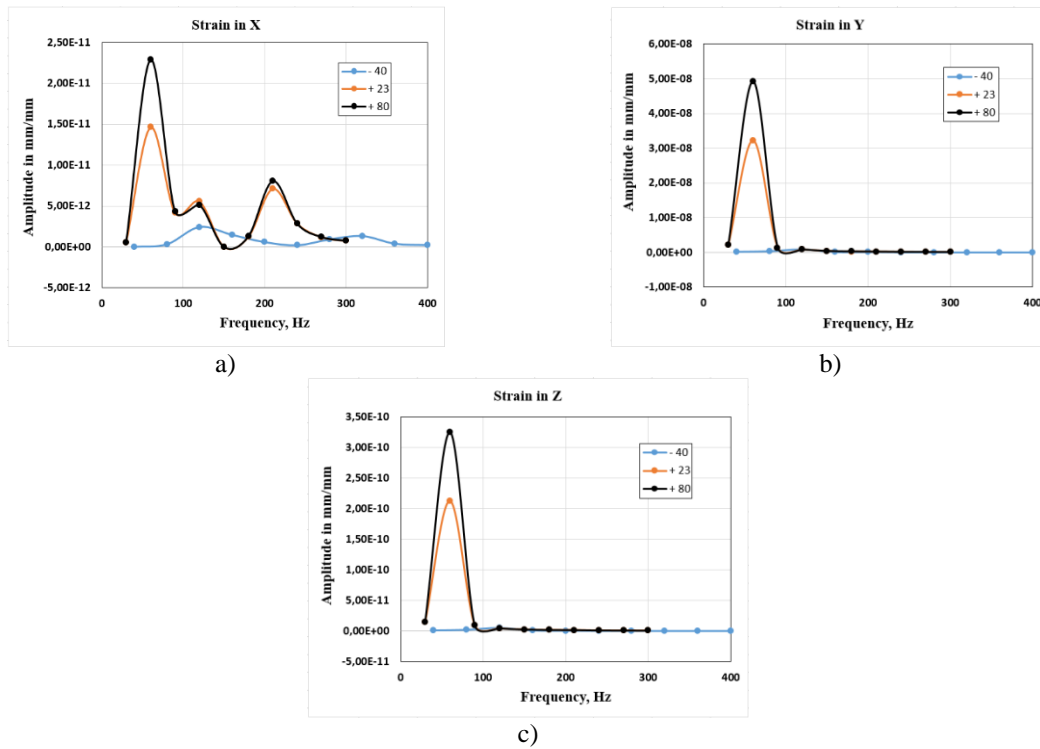 Strain in X
Amplitude in mm/mm
2,50E-11
2,00E-11
1,50E-11
1,00E-11
5,00E-12
0,00E+00
-5,00E-12
- 40
+ 23
+ 80
0 100 200 300 400
Frequency, Hz
a)
Strain in Y
Amplitude in mm/mm
6,00E-08
5,00E-08
4,00E-08
3,00E-08
2,00E-08
1,00E-08
0,00E+00
-1,00E-08
- 40
+ 23
+ 80
0 100 200 300 400
Frequency, Hz
b)
Strain in Z
Amplitude in mm/mm
3,50E-10
3,00E-10
2,50E-10
2,00E-10
1,50E-10
1,00E-10
5,00E-11
0,00E+00
-5,00E-11
- 40
+ 23
+ 80
0 100 200 300 400
Frequency, Hz
c)